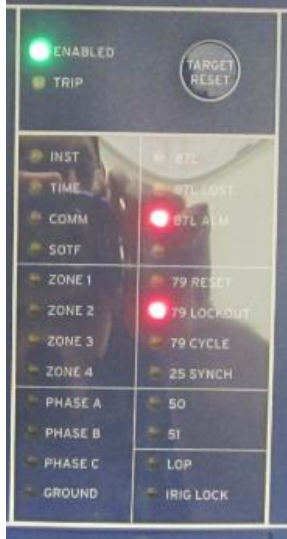 ENABLED
TARGET
RESET
TRIP
INST
87L
TIME
87L LOST
COMM
87L ALM
SOTF
ZONE 1
79 RESET
ZONE 2
79 LOCKOUT
ZONE 3
79 CYCLE
ZONE 4
25 SYNCH
PHASE A
50
PHASE B
51
PHASE C
LOP
GROUND
IRIG LOCK